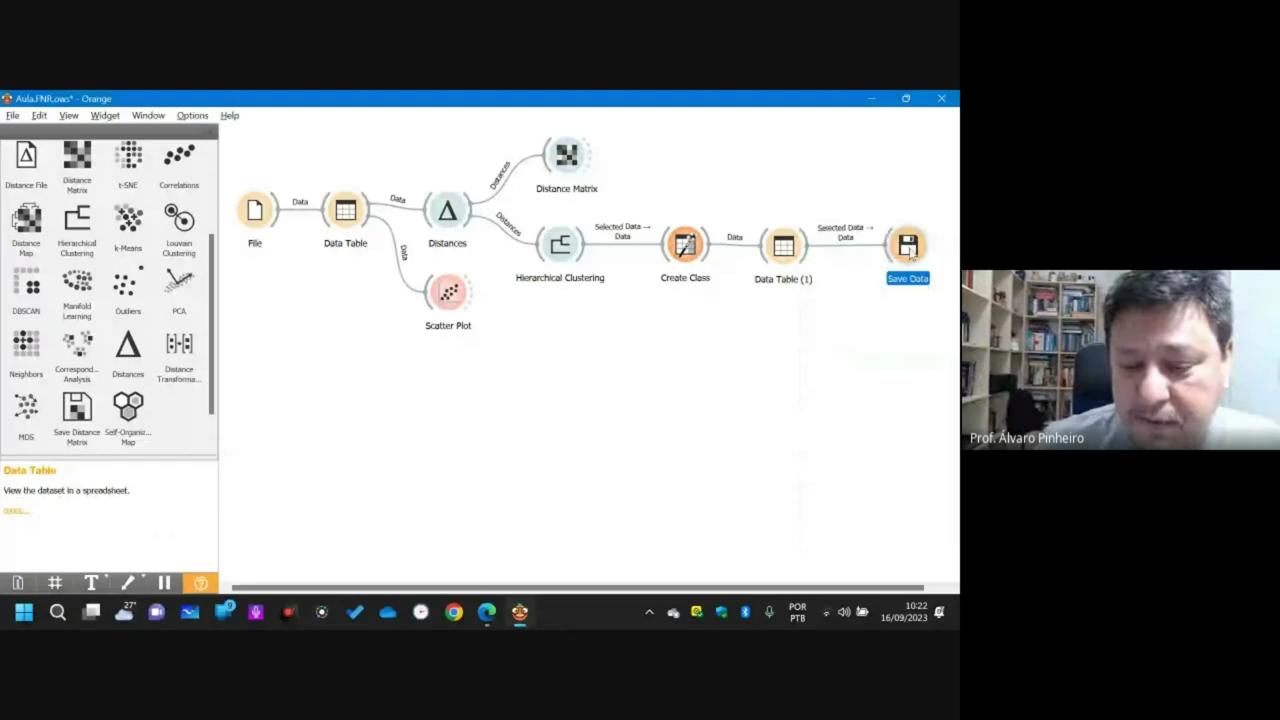 Aula.FNR.ows* - Orange
File Edit View Widget Window Options Help
Distance File
Distance Matrix
t-SNE
Correlations
Distance Map
Hierarchical Clustering
k-Means
Louvain Clustering
DBSCAN
Manifold Learning
Outliers
PCA
Neighbors
Correspond... Analysis
Distances
Distance Transforma...
MDS
Save Distance Matrix
Self-Organiz... Map
Data Table
View the dataset in a spreadsheet.
File
Data
Data Table
Data
Data
Distances
Distances
Distances
Distance Matrix
Scatter Plot
Hierarchical Clustering
Selected Data → Data
Create Class
Data
Data Table (1)
Selected Data → Data
Save Data
Prof. Álvaro Pinheiro
27°
POR
PTB
10:22
16/09/2023